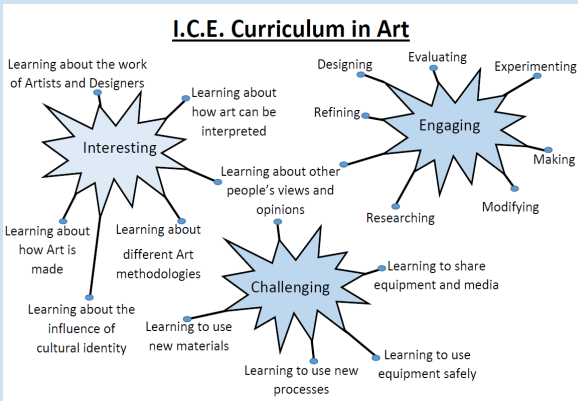 I.C.E. Curriculum in Art
Learning about the work
of Artists and Designers
Learning about
how art can be
interpreted
Interesting
Learning about other
people's views and
opinions
Learning about
how Art is
made
Learning about
different Art
methodologies
Learning about the
influence of
cultural identity
Designing
Evaluating
Experimenting
Refining
Engaging
Making
Modifying
Researching
Challenging
Learning to share
equipment and media
Learning to use
new materials
Learning to use new
processes
Learning to use
equipment safely